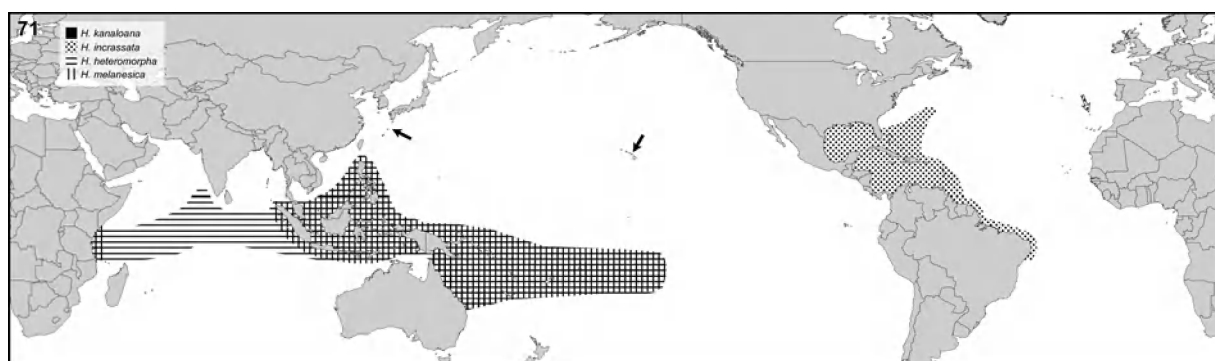 71
H. kanaloana
H. incrassata
H. heteromorpha
H. melanesica